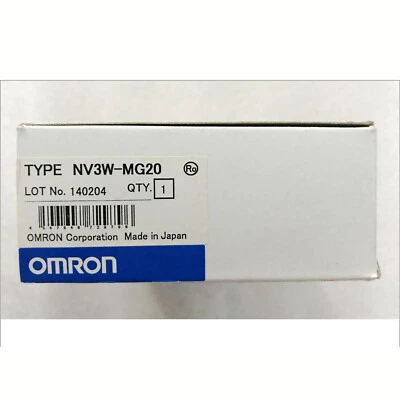 TYPE NV3W-MG20
LOT No. 140204 QTY. 1
OMRON Corporation Made in Japan
OMRON